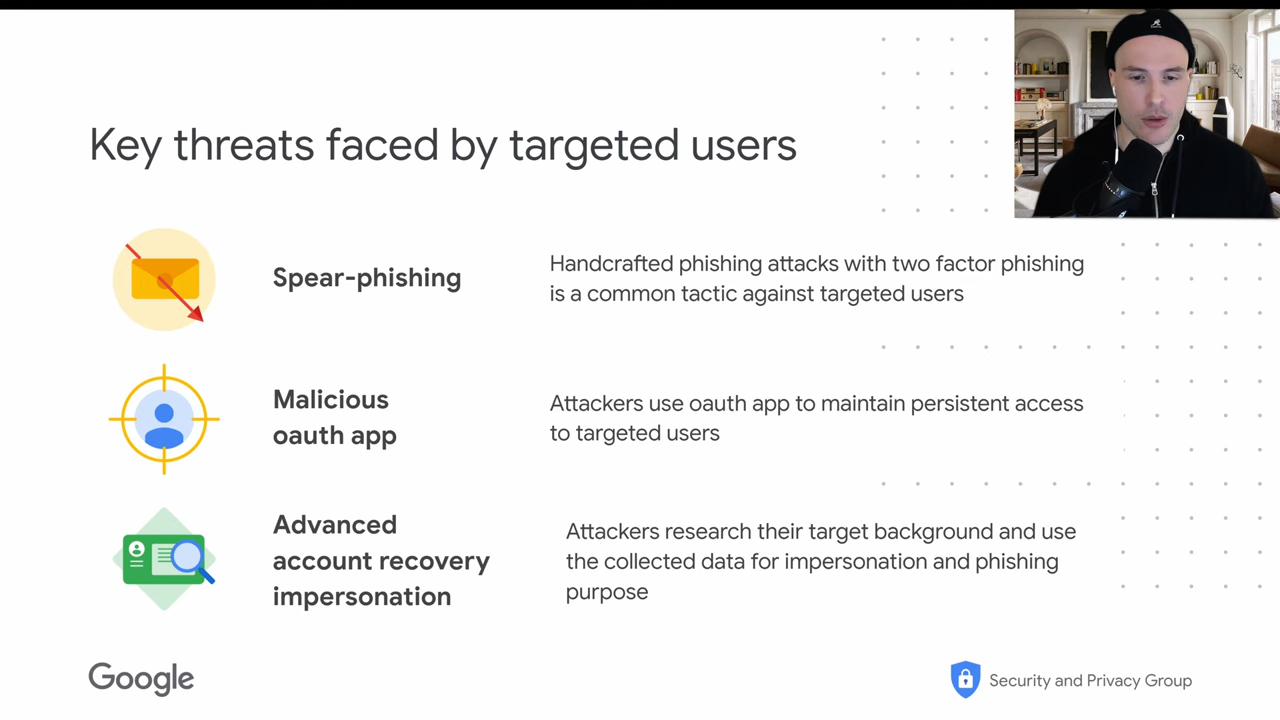 Key threats faced by targeted users
Spear-phishing
Handcrafted phishing attacks with two factor phishing
is a common tactic against targeted users
Malicious
oauth app
Attackers use oauth app to maintain persistent access
to targeted users
Advanced
account recovery
impersonation
Attackers research their target background and use
the collected data for impersonation and phishing
purpose
Google
Security and Privacy Group